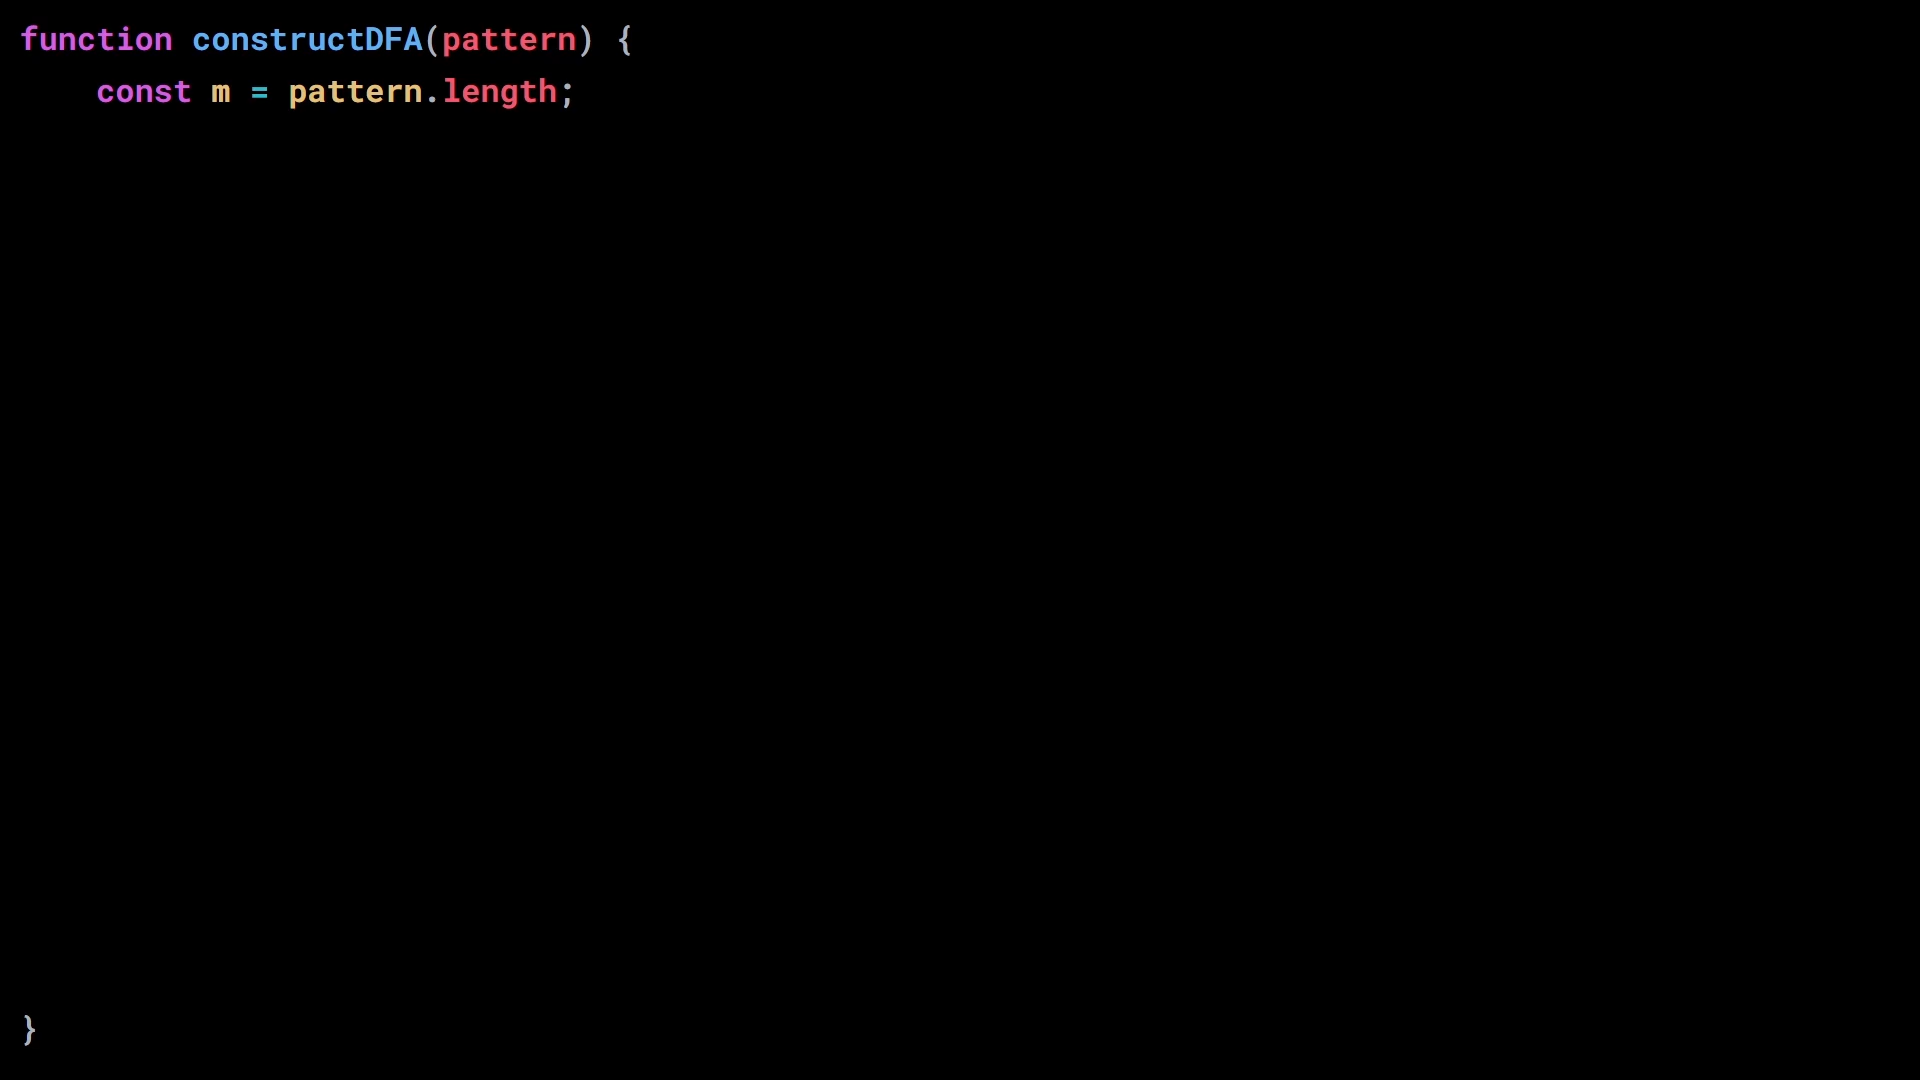 function constructDFA(pattern) {
    const m = pattern.length;
}